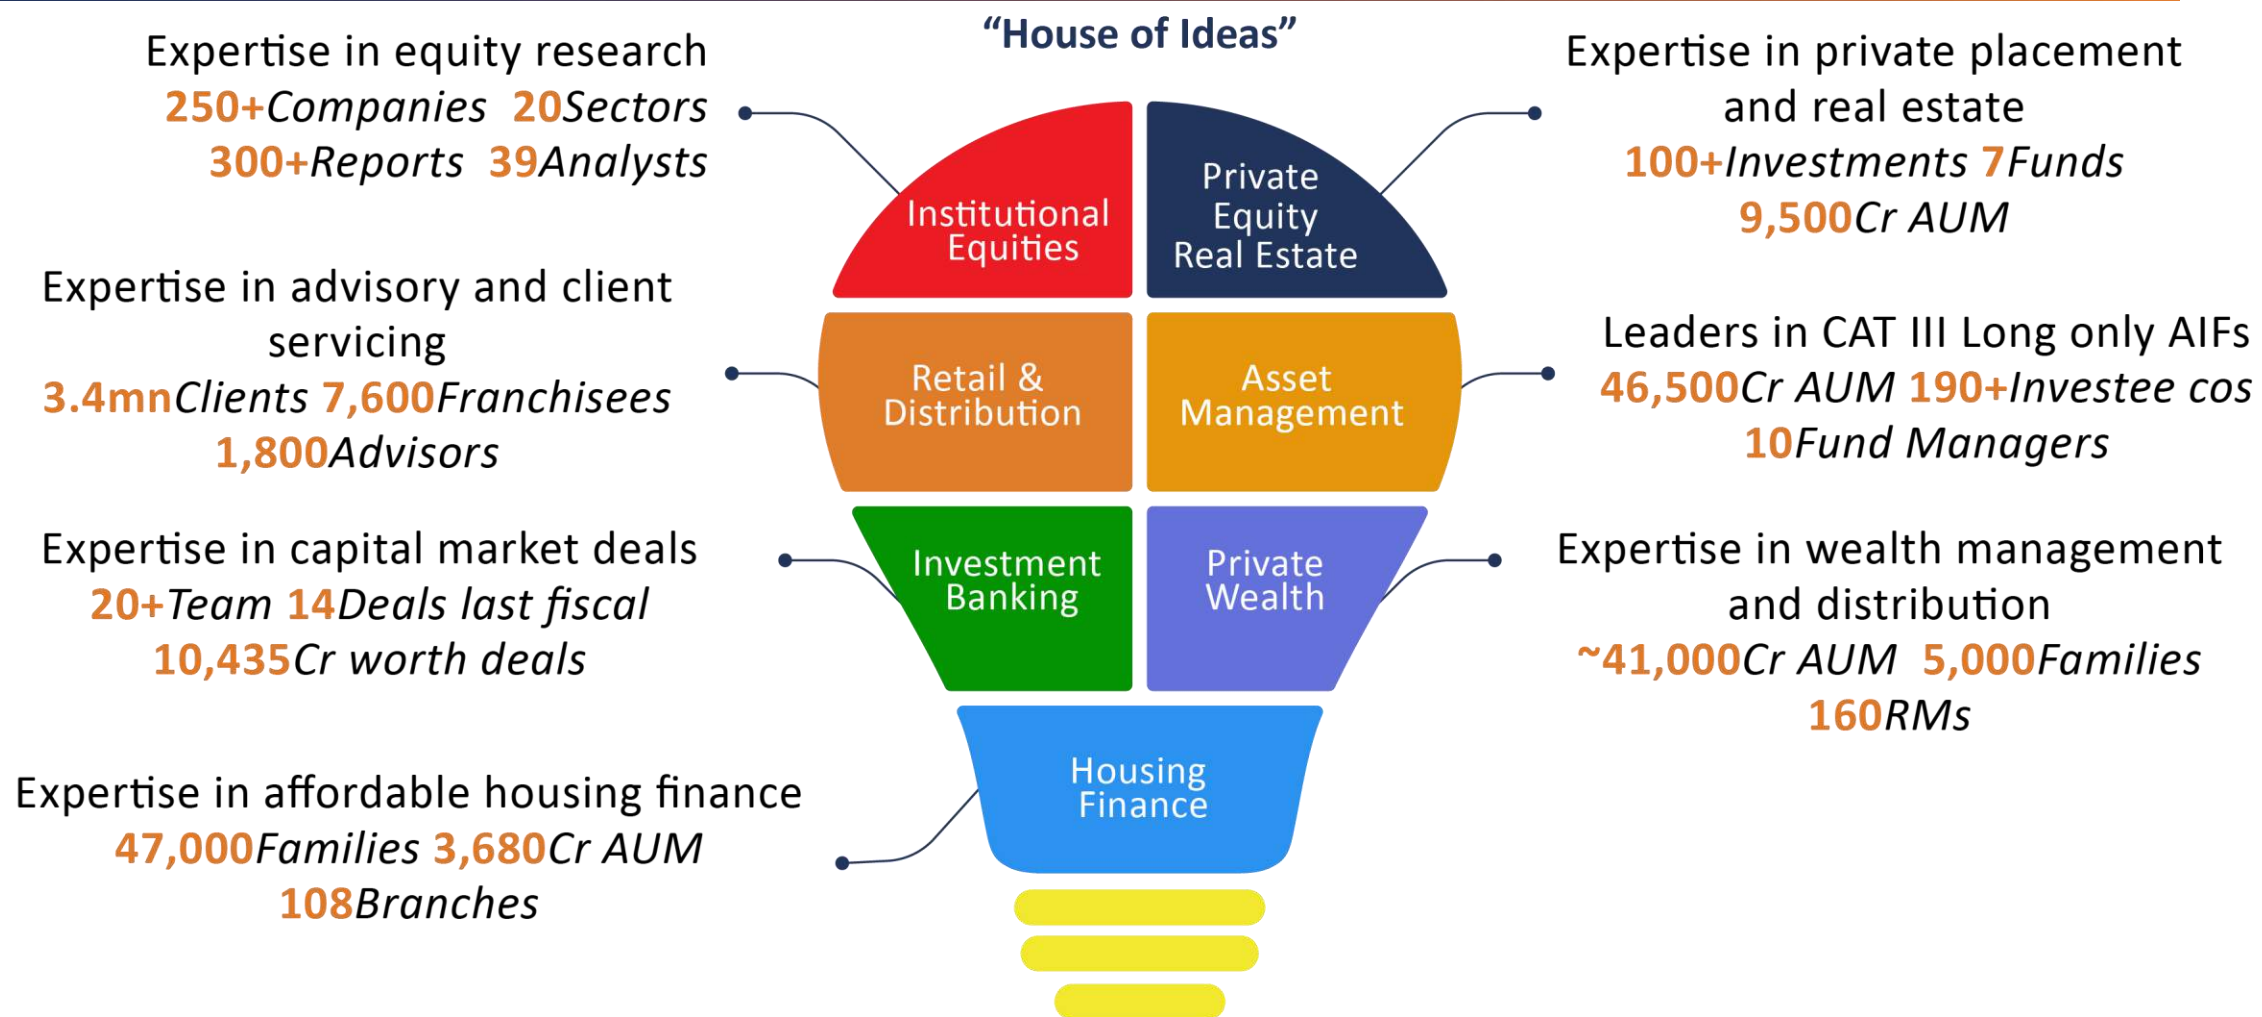 “House of Ideas”
Expertise in equity research
250+Companies 20Sectors
300+Reports 39Analysts
Expertise in advisory and client
servicing
3.4mnClients 7,600Franchisees
1,800Advisors
Expertise in capital market deals
20+Team 14Deals last fiscal
10,435Cr worth deals
Expertise in affordable housing finance
47,000Families 3,680Cr AUM
108Branches
Institutional
Equities
Private
Equity
Real Estate
Retail &
Distribution
Asset
Management
Investment
Banking
Private
Wealth
Housing
Finance
Expertise in private placement
and real estate
100+Investments 7Funds
9,500Cr AUM
Leaders in CAT III Long only AIFs
46,500Cr AUM 190+Investee cos
10Fund Managers
Expertise in wealth management
and distribution
~41,000Cr AUM 5,000Families
160RMs